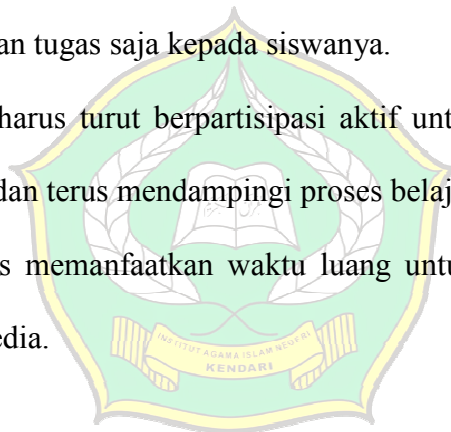 an tugas saja kepada siswanya.
harus turut berpartisipasi aktif unt
dan terus mendampingi proses belaj
s memanfaatkan waktu luang untu
edia.
INSTITUT AGAMA ISLAM NEGERI
KENDARI